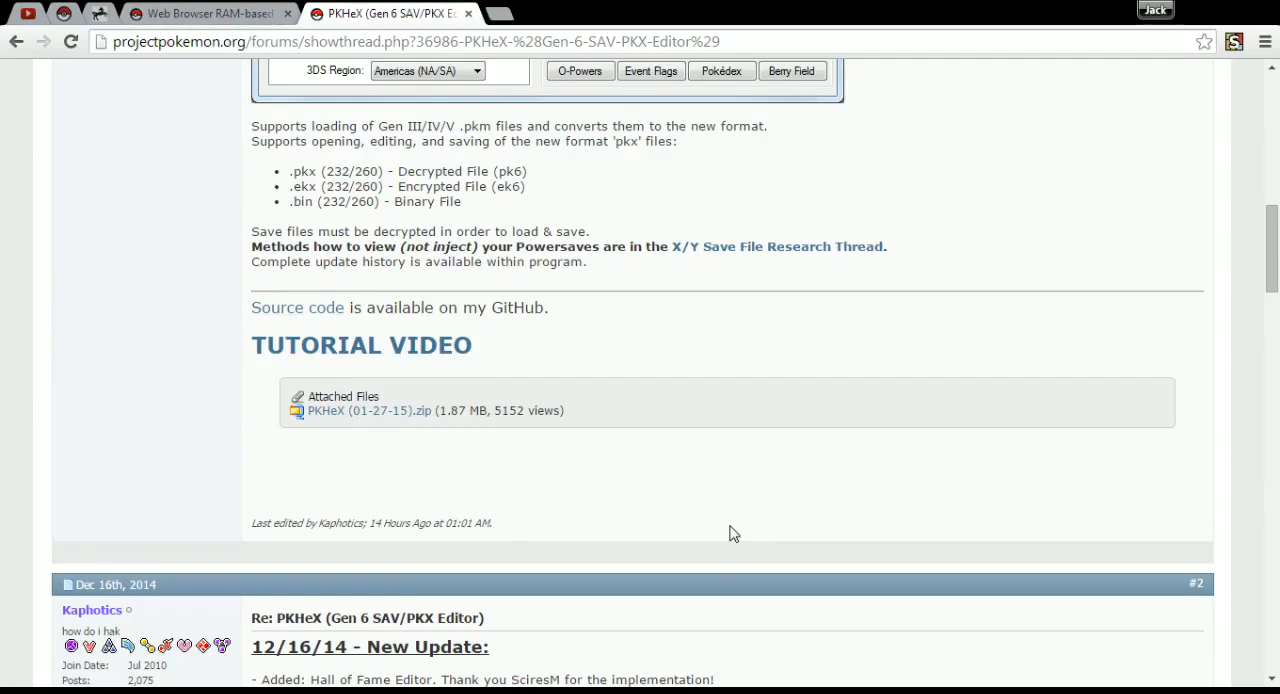 Web Browser RAM-based
PKHeX (Gen 6 SAV/PKX Ec
Jack
projectpokemon.org/forums/showthread.php?36986-PKHeX-%28Gen-6-SAV-PKX-Editor%29
3DS Region: Americas (NA/SA) O-Powers Event Flags Pokédex Berry Field
Supports loading of Gen III/IV/V .pkm files and converts them to the new format.
Supports opening, editing, and saving of the new format 'pkx' files:
• .pkx (232/260) - Decrypted File (pk6)
• .ekx (232/260) - Encrypted File (ek6)
• .bin (232/260) - Binary File
Save files must be decrypted in order to load & save.
Methods how to view (not inject) your Powersaves are in the X/Y Save File Research Thread.
Complete update history is available within program.
Source code is available on my GitHub.
TUTORIAL VIDEO
Attached Files
PKHeX (01-27-15).zip (1.87 MB, 5152 views)
Last edited by Kaphotics; 14 Hours Ago at 01:01 AM.
Dec 16th, 2014 #2
Kaphotics
how do i hak
Join Date: Jul 2010
Posts: 2,075
Re: PKHeX (Gen 6 SAV/PKX Editor)
12/16/14 - New Update:
- Added: Hall of Fame Editor. Thank you SciresM for the implementation!